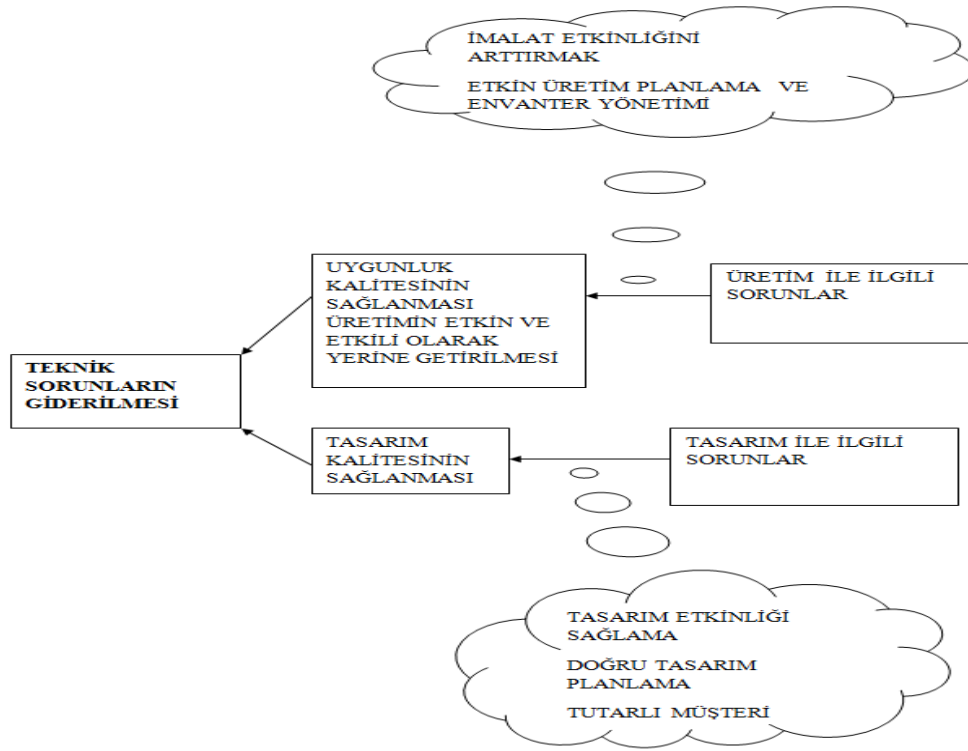 İMALAT ETKİNLİĞİNİ
ARTTIRMAK
ETKİN ÜRETİM PLANLAMA VE
ENVANTER YÖNETİMİ
UYGUNLUK
KALİTESİNİN
SAĞLANMASI
ÜRETİMİN ETKİN VE
ETKİLİ OLARAK
YERİNE GETİRİLMESİ
ÜRETİM İLE İLGİLİ
SORUNLAR
TEKNİK
SORUNLARIN
GİDERİLMESİ
TASARIM
KALİTESİNİN
SAĞLANMASI
TASARIM İLE İLGİLİ
SORUNLAR
TASARIM ETKİNLİĞİ
SAĞLAMA
DOĞRU TASARIM
PLANLAMA
TUTARLI MÜŞTERİ